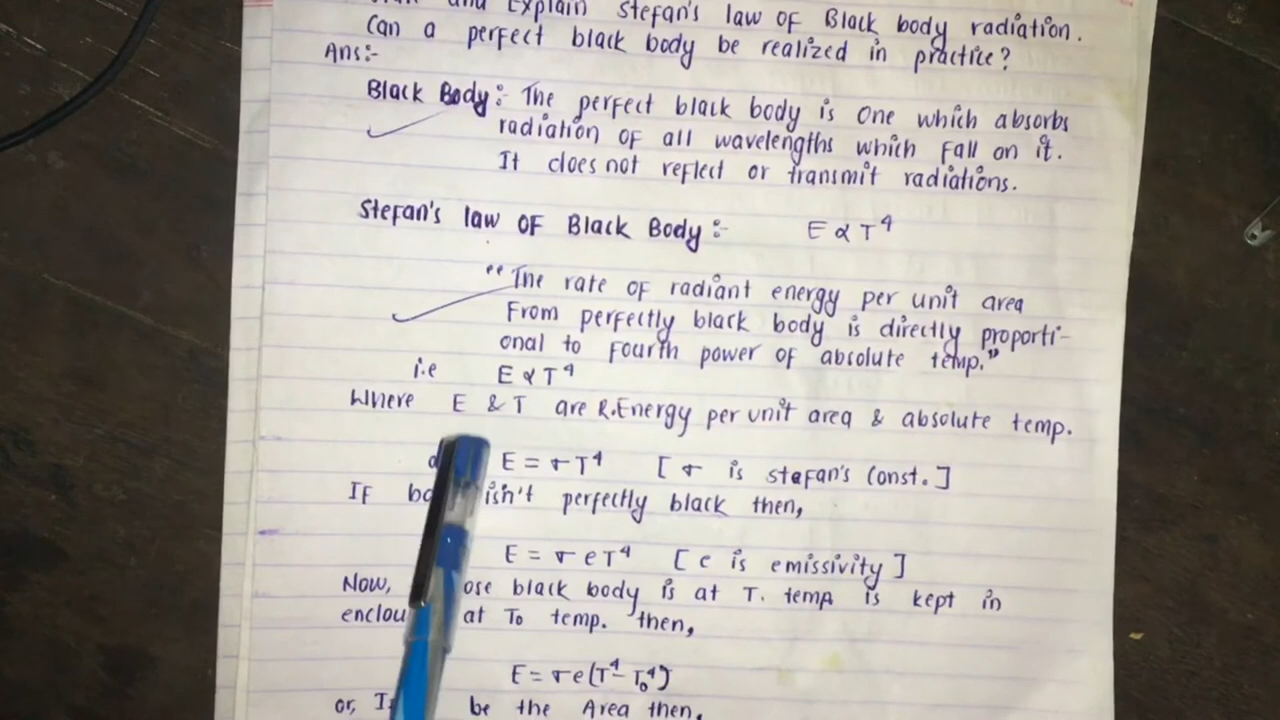 and Explain Stefan's law of Black body radiation.
Can a perfect black body be realized in practice?
Ans:-
Black Body:- The perfect black body is one which absorbs
radiation of all wavelengths which fall on it.
It does not reflect or transmit radiations.
Stefan's law of Black Body:- E ∝ T⁴
"The rate of radiant energy per unit area
From perfectly black body is directly proporti-
onal to fourth power of absolute temp."
i.e E ∝ T⁴
Where E & T are R.Energy per unit area & absolute temp.
E = σT⁴ [σ is stefan's Const.]
If isn't perfectly black then,
E = σeT⁴ [e is emissivity]
Now, black body is at T. temp is kept in
at T₀ temp. then,
E = σe(T⁴-T₀⁴)
or, be the Area then,